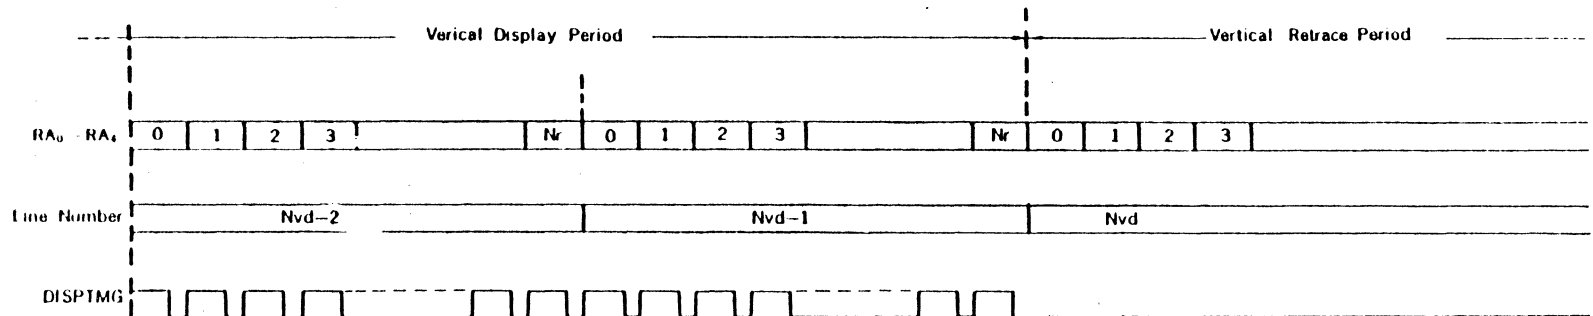 Verical Display Period Vertical Retrace Period
RA₀ - RA₄ 0 1 2 3 Nr 0 1 2 3 Nr 0 1 2 3
Line Number Nvd-2 Nvd-1 Nvd
DISPTMG